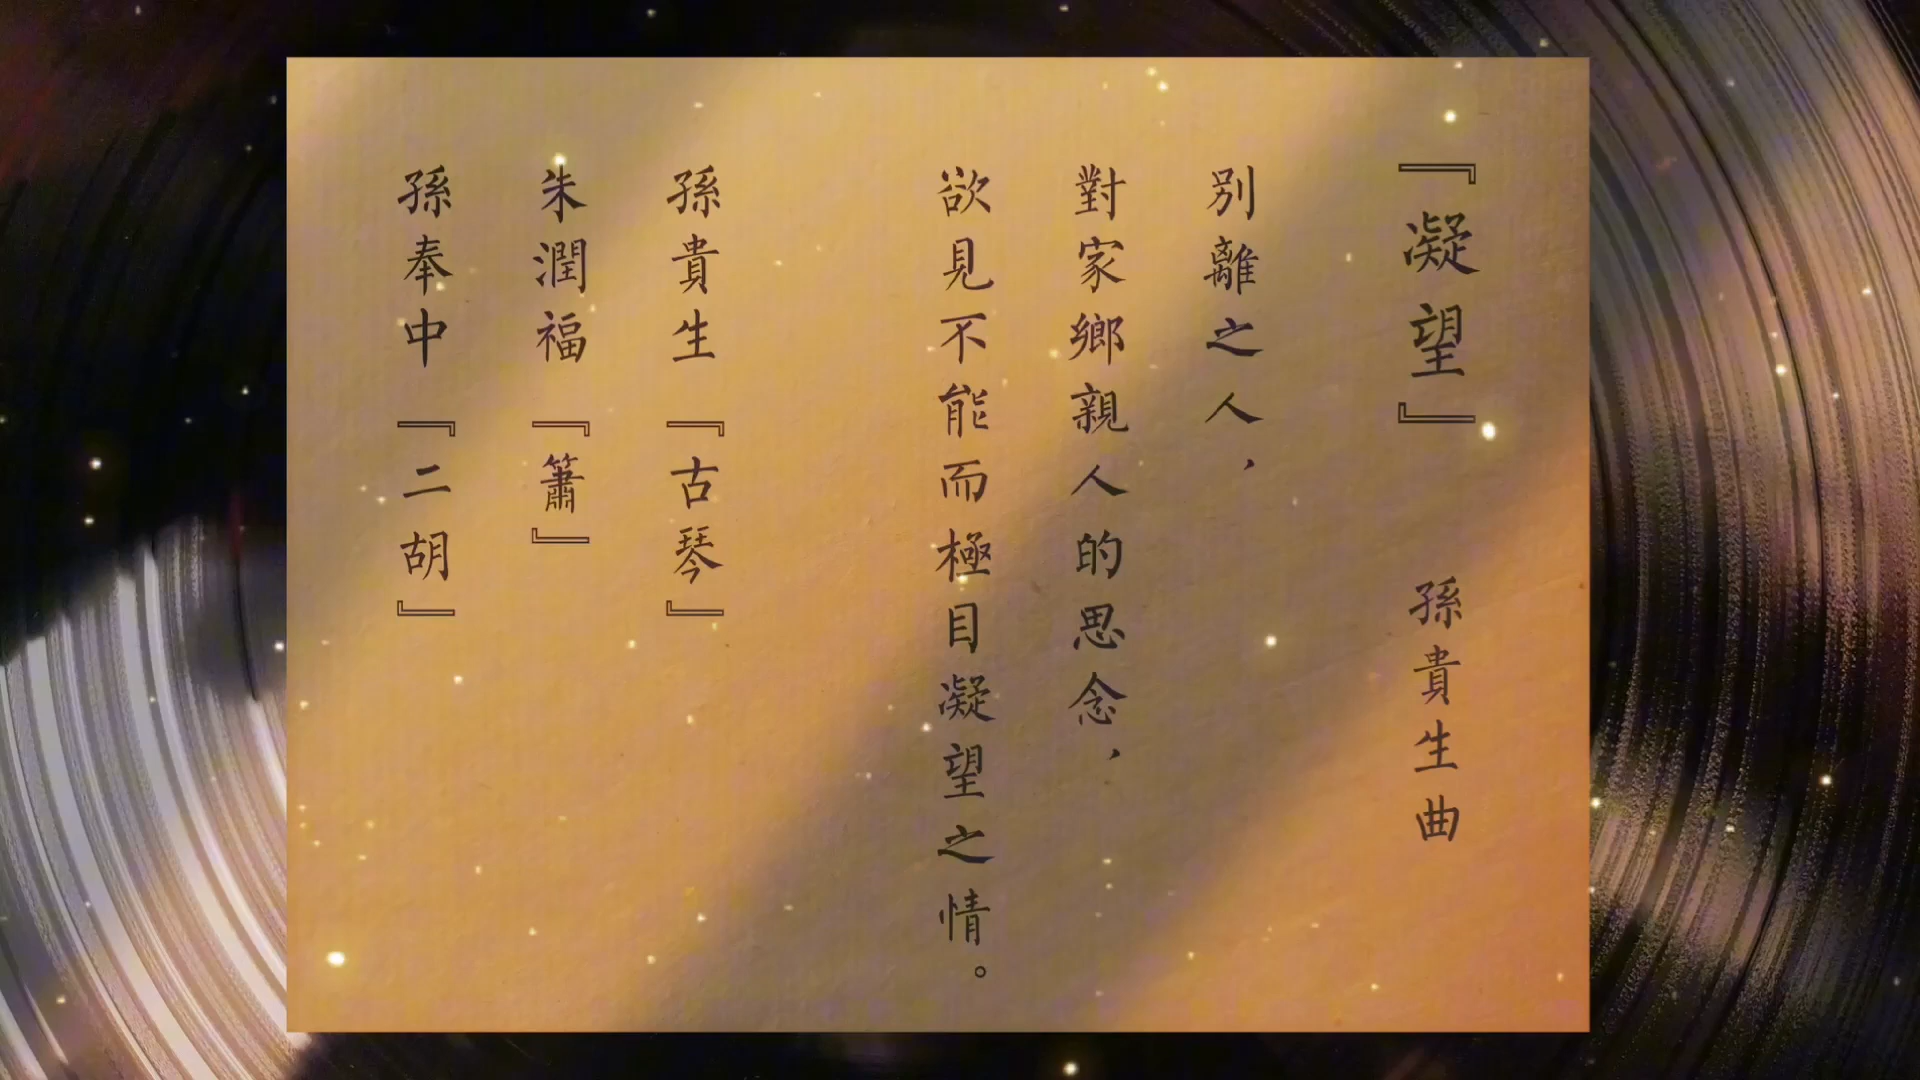 『凝望』 孫貴生曲
別離之人，
對家鄉親人的思念，
欲見不能而極目凝望之情。
孫貴生『古琴』
朱潤福『簫』
孫奉中『二胡』